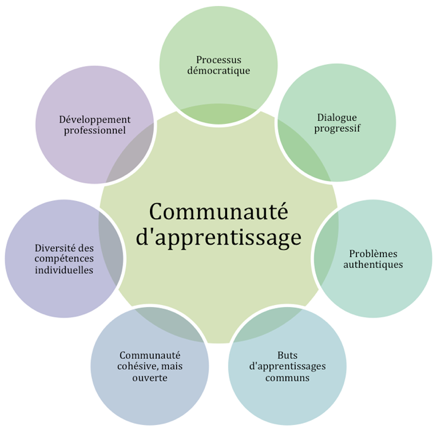 Processus
démocratique
Dialogue
progressif
Problèmes
authentiques
Buts
d'apprentissages
communs
Communauté
cohésive, mais
ouverte
Diversité des
compétences
individuelles
Développement
professionnel
Communauté
d'apprentissage